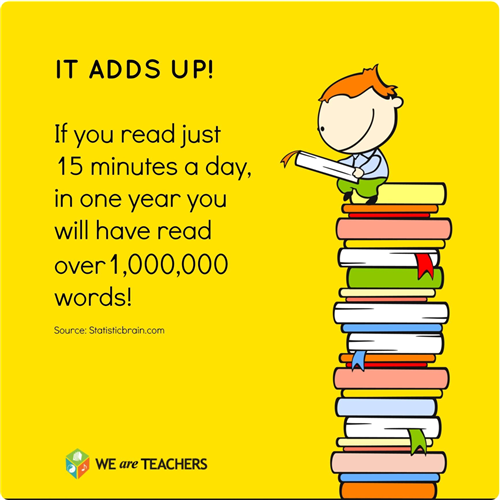 IT ADDS UP!
If you read just
15 minutes a day,
in one year you
will have read
over 1,000,000
words!
Source: Statisticbrain.com
WE are TEACHERS